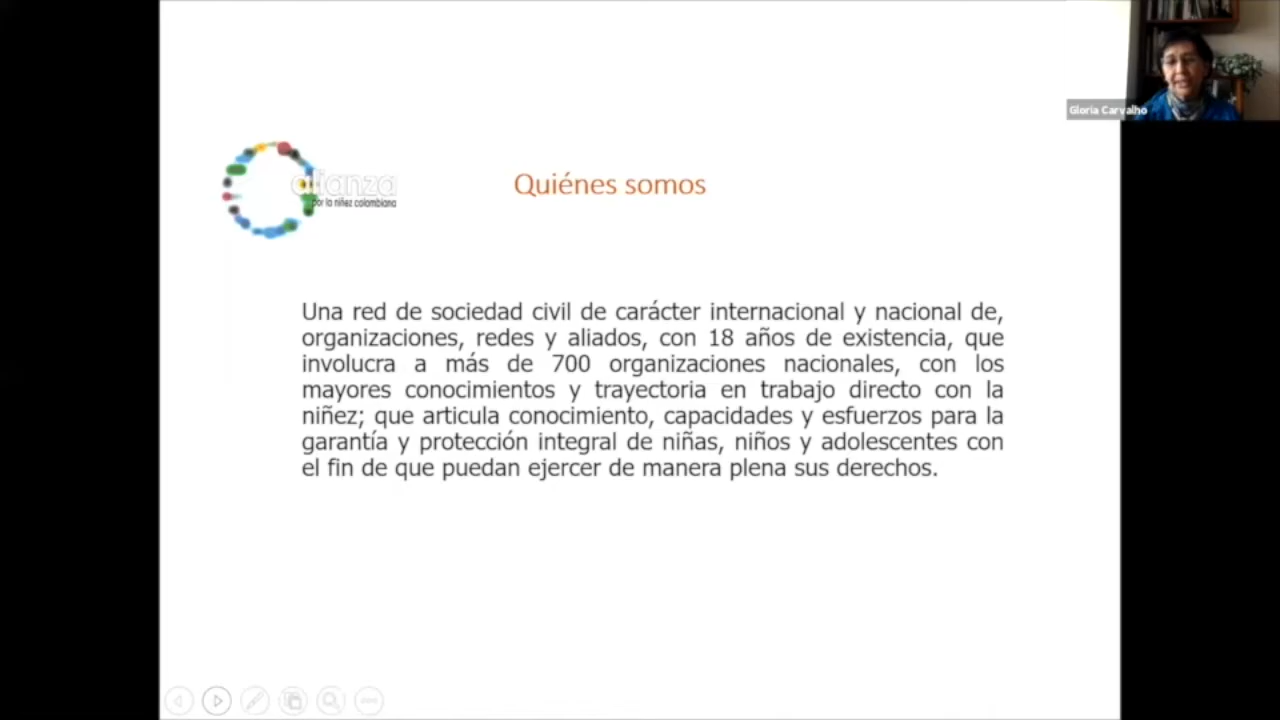 Gloria Carvalho
alianza
por la niñez colombiana
Quiénes somos
Una red de sociedad civil de carácter internacional y nacional de,
organizaciones, redes y aliados, con 18 años de existencia, que
involucra a más de 700 organizaciones nacionales, con los
mayores conocimientos y trayectoria en trabajo directo con la
niñez; que articula conocimiento, capacidades y esfuerzos para la
garantía y protección integral de niñas, niños y adolescentes con
el fin de que puedan ejercer de manera plena sus derechos.